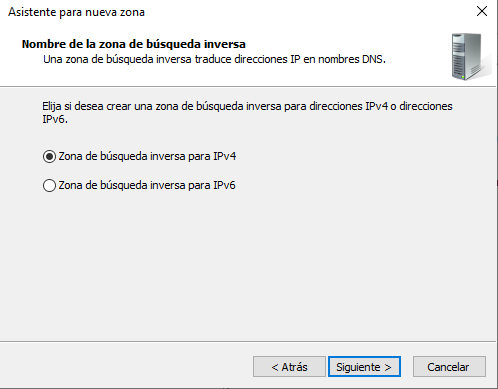 Asistente para nueva zona
Nombre de la zona de búsqueda inversa
Una zona de búsqueda inversa traduce direcciones IP en nombres DNS.
Elija si desea crear una zona de búsqueda inversa para direcciones IPv4 o direcciones
IPv6.
Zona de búsqueda inversa para IPv4
Zona de búsqueda inversa para IPv6
< Atrás Siguiente > Cancelar